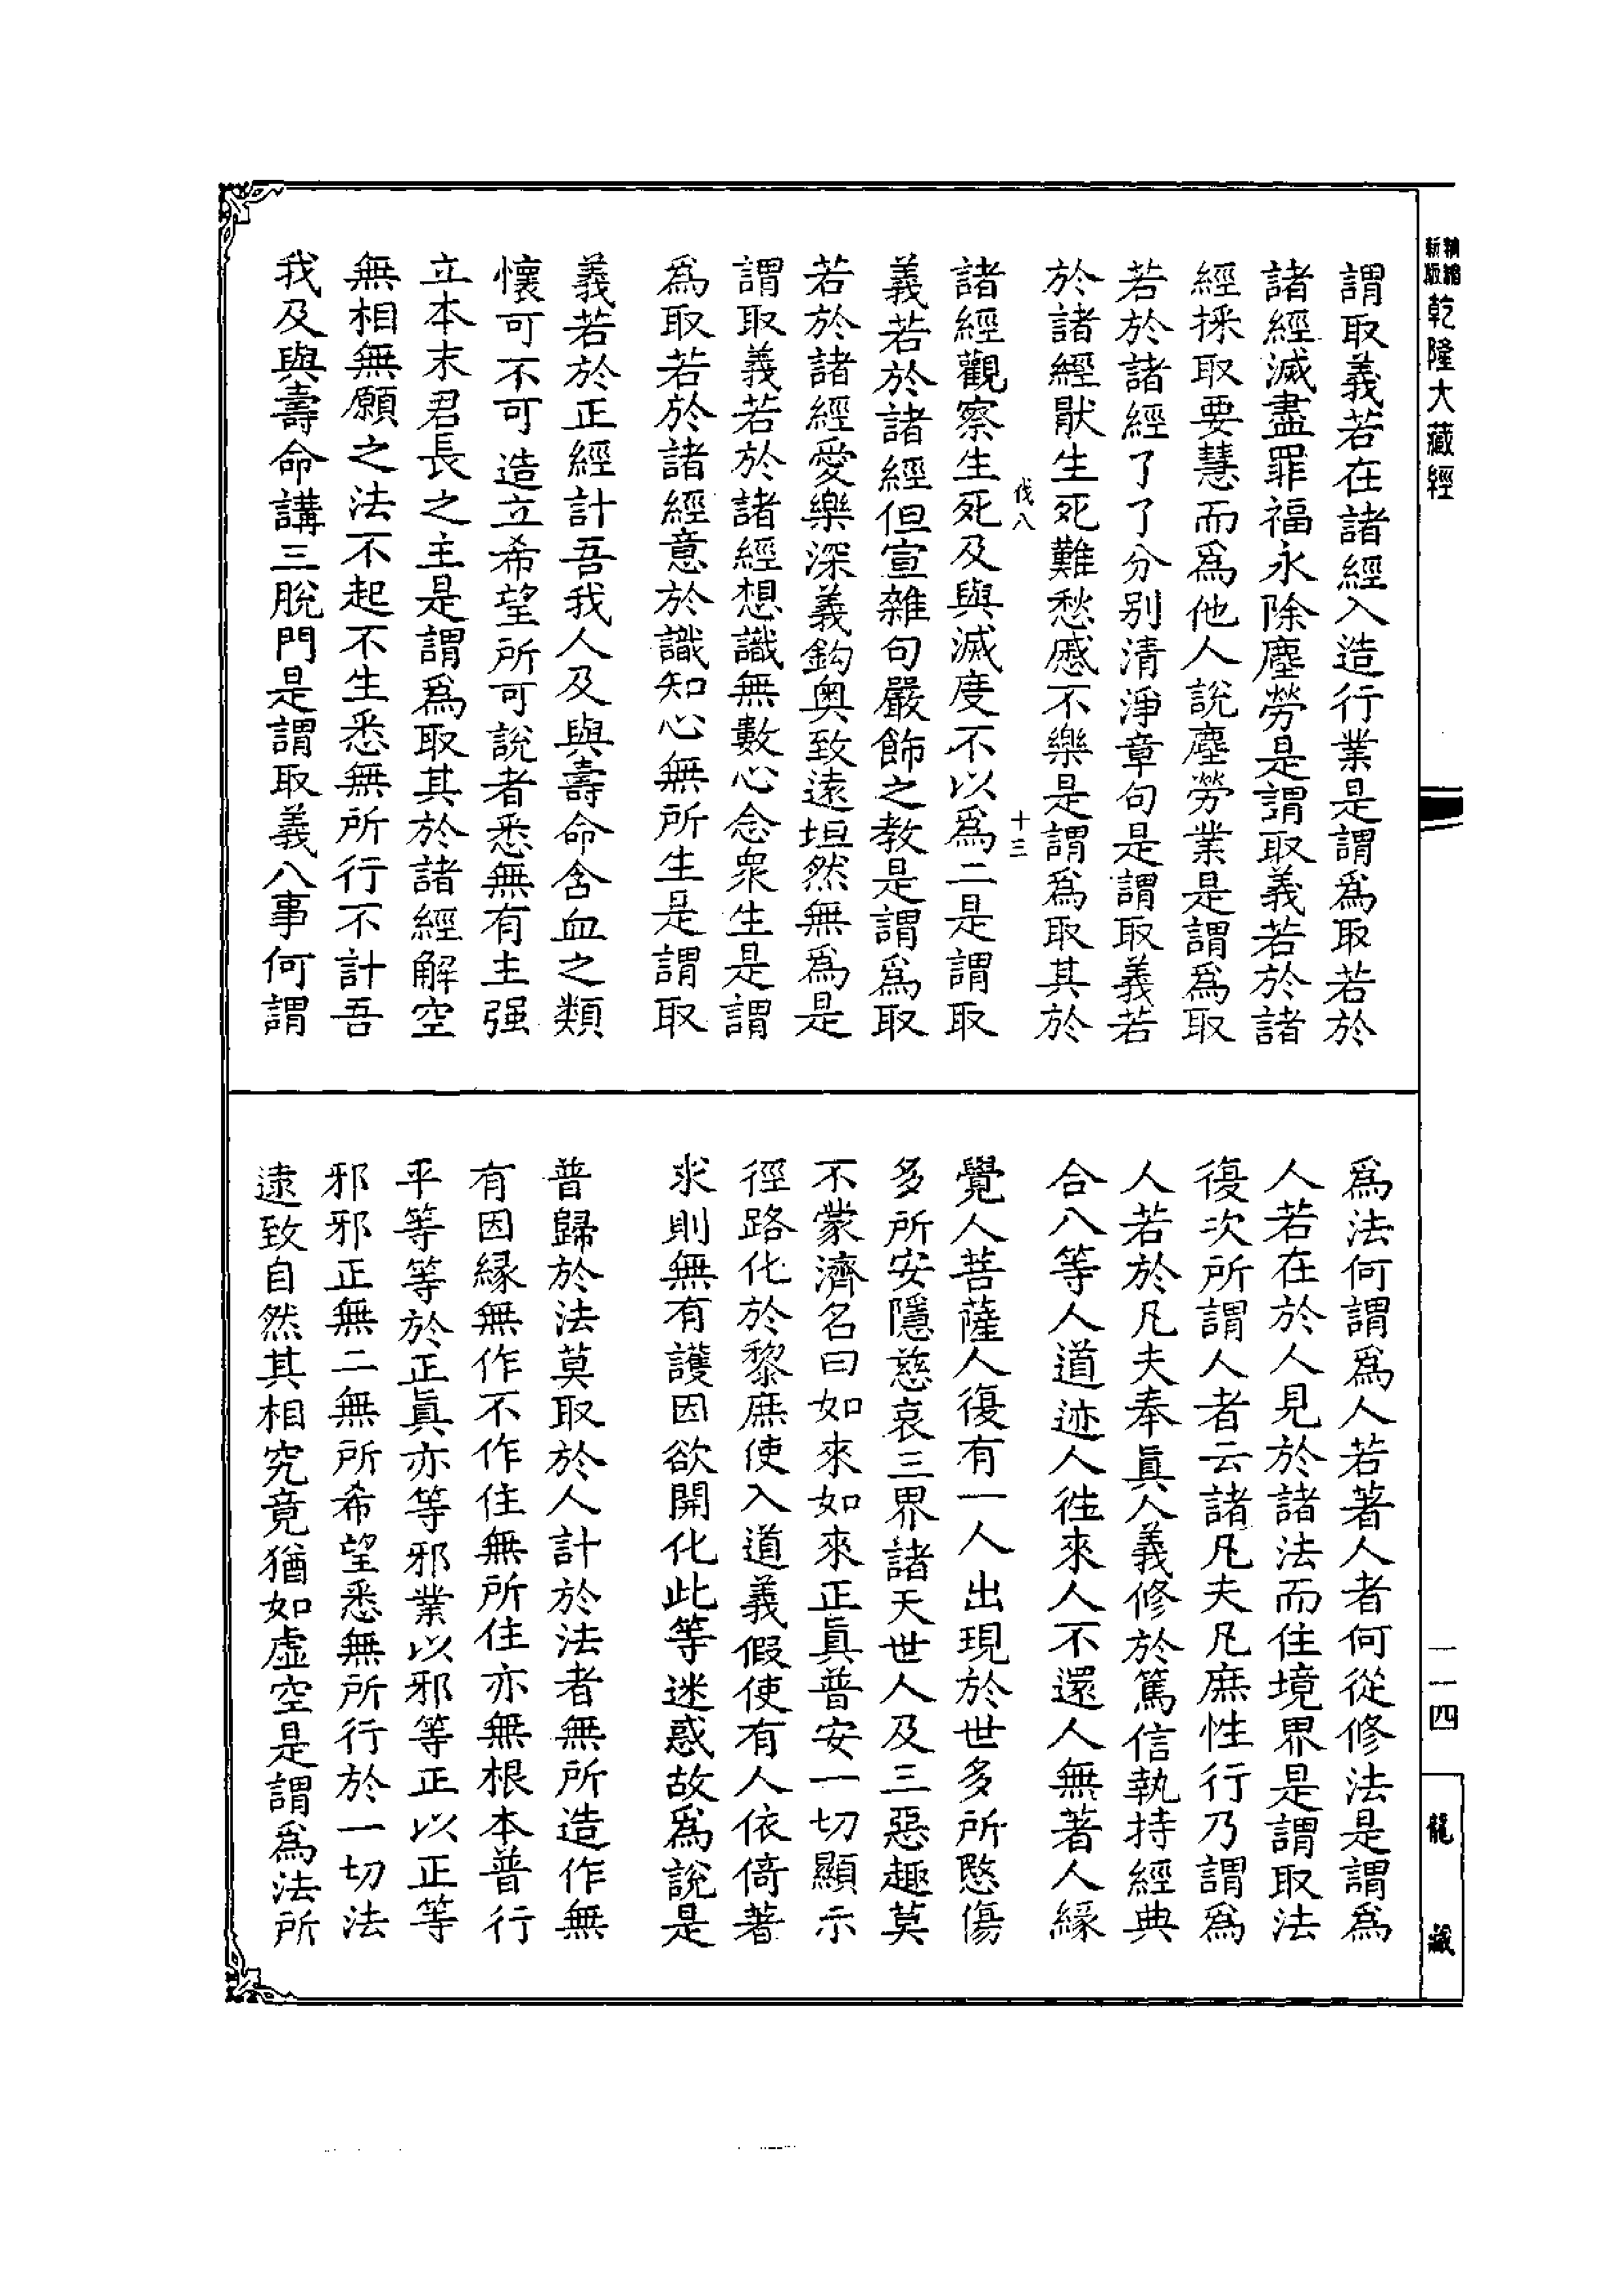 精縮
新版
乾隆大藏經
謂取義若在諸經入造行業是謂爲取若於
諸經滅盡罪福永除塵勞是謂取義若於諸
經採取要慧而爲他人說塵勞業是謂爲取
若於諸經了了分别清淨章句是謂取義若
於諸經猒生死難愁慼不樂是謂爲取其於
伐八
十三
諸經觀察生死及與滅度不以爲二是謂取
義若於諸經但宣雜句嚴飾之教是謂爲取
若於諸經愛樂深義鈎奥致遠坦然無爲是
謂取義若於諸經想識無數心念衆生是謂
爲取若於諸經意於識知心無所生是謂取
義若於正經計吾我人及與壽命含血之類
懷可不可造立希望所可說者悉無有主强
立本末君長之主是謂爲取其於諸經解空
無相無願之法不起不生悉無所行不計吾
我及與壽命講三脫門是謂取義八事何謂
爲法何謂爲人若著人者何從修法是謂爲
人若在於人見於諸法而住境界是謂取法
復次所謂人者云諸凡夫凡庶性行乃謂爲
人若於凡夫奉眞人義修於篤信執持經典
合八等人道迹人徃來人不還人無著人緣
覺人菩薩人復有一人出現於世多所愍傷
多所安隱慈哀三界諸天世人及三惡趣莫
不蒙濟名曰如來如來正眞普安一切顯示
徑路化於黎庶使入道義假使有人依倚著
求則無有護因欲開化此等迷惑故爲說是
普歸於法莫取於人計於法者無所造作無
有因縁無作不作住無所住亦無根本普行
平等等於正眞亦等邪業以邪等正以正等
邪邪正無二無所希望悉無所行於一切法
逮致自然其相究竟猶如虛空是謂爲法所
一一四
龍
藏